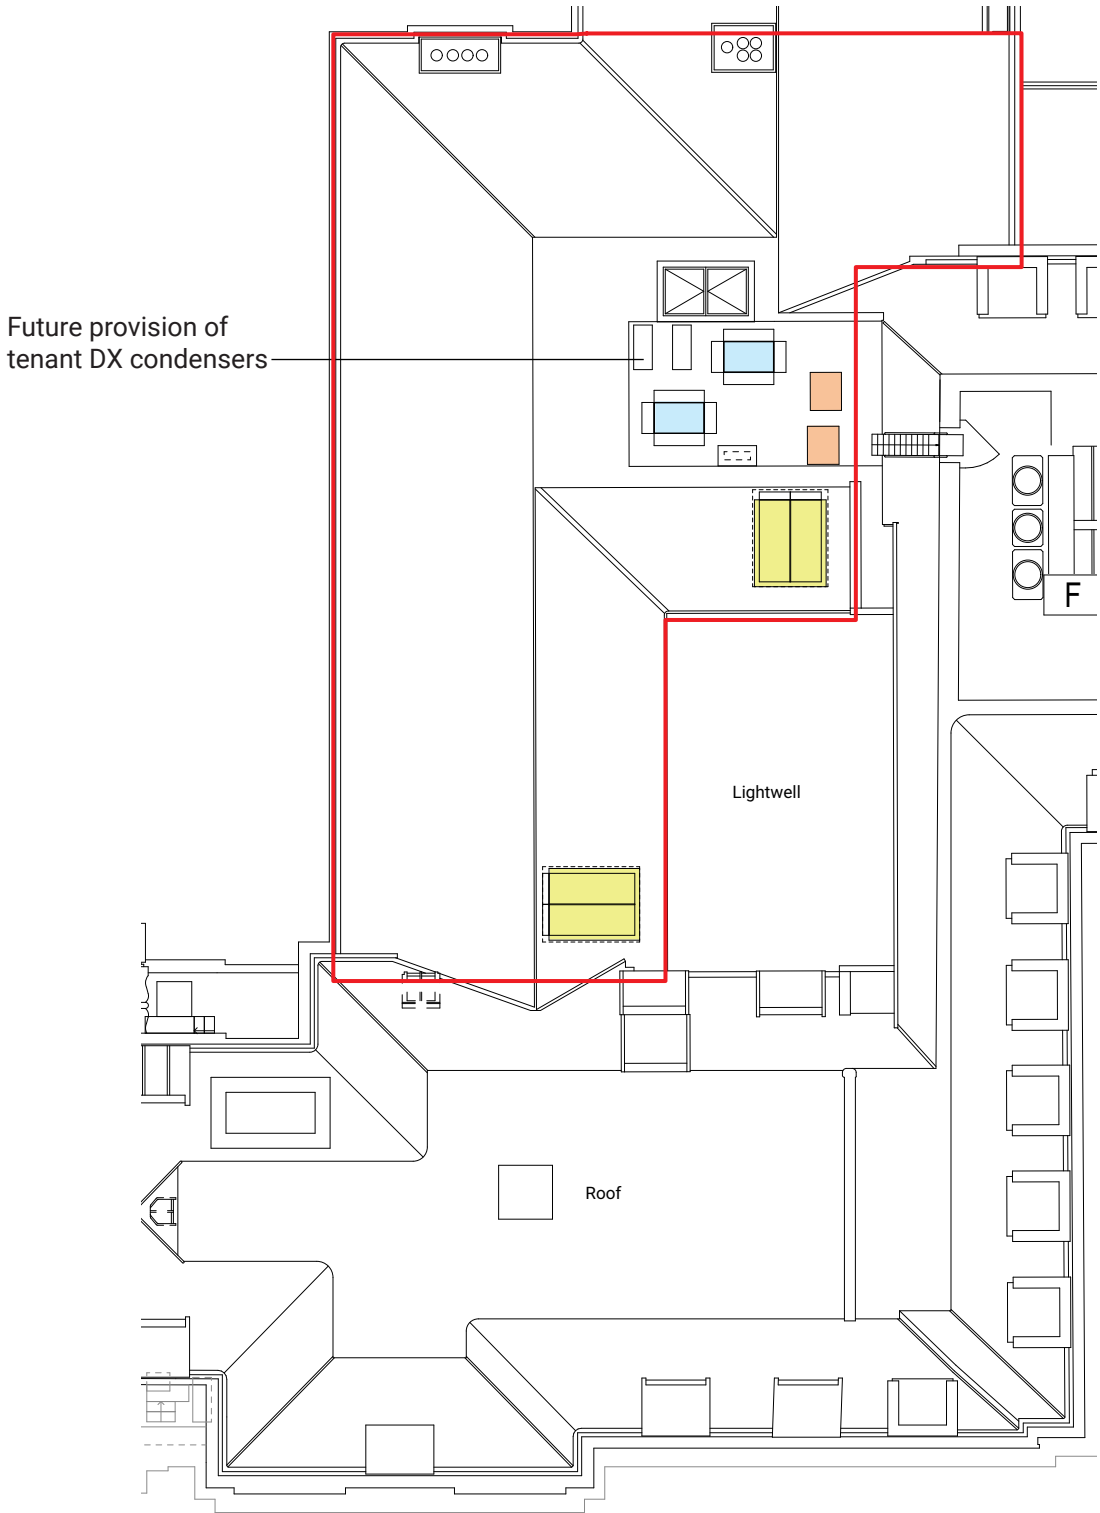 Future provision of
tenant DX condensers
F
Lightwell
Roof